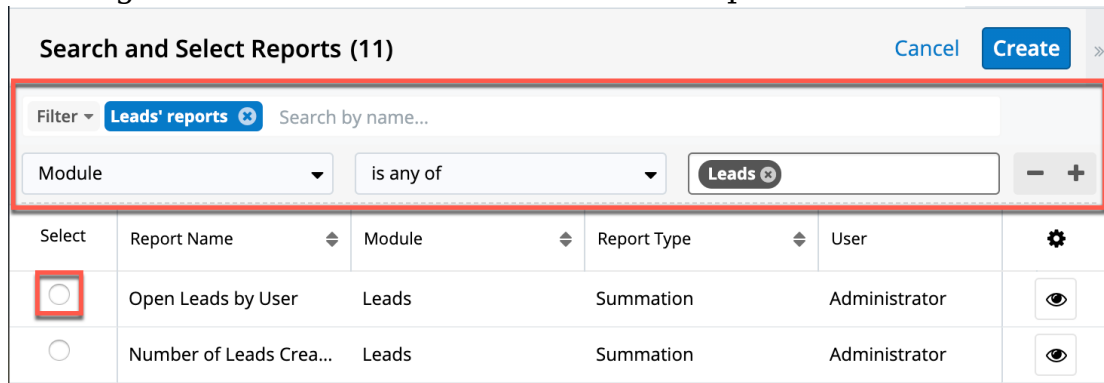 Search and Select Reports (11) Cancel Create »
Filter Leads' reports Search by name...
Module is any of Leads
Select Report Name Module Report Type User
Open Leads by User Leads Summation Administrator
Number of Leads Crea... Leads Summation Administrator